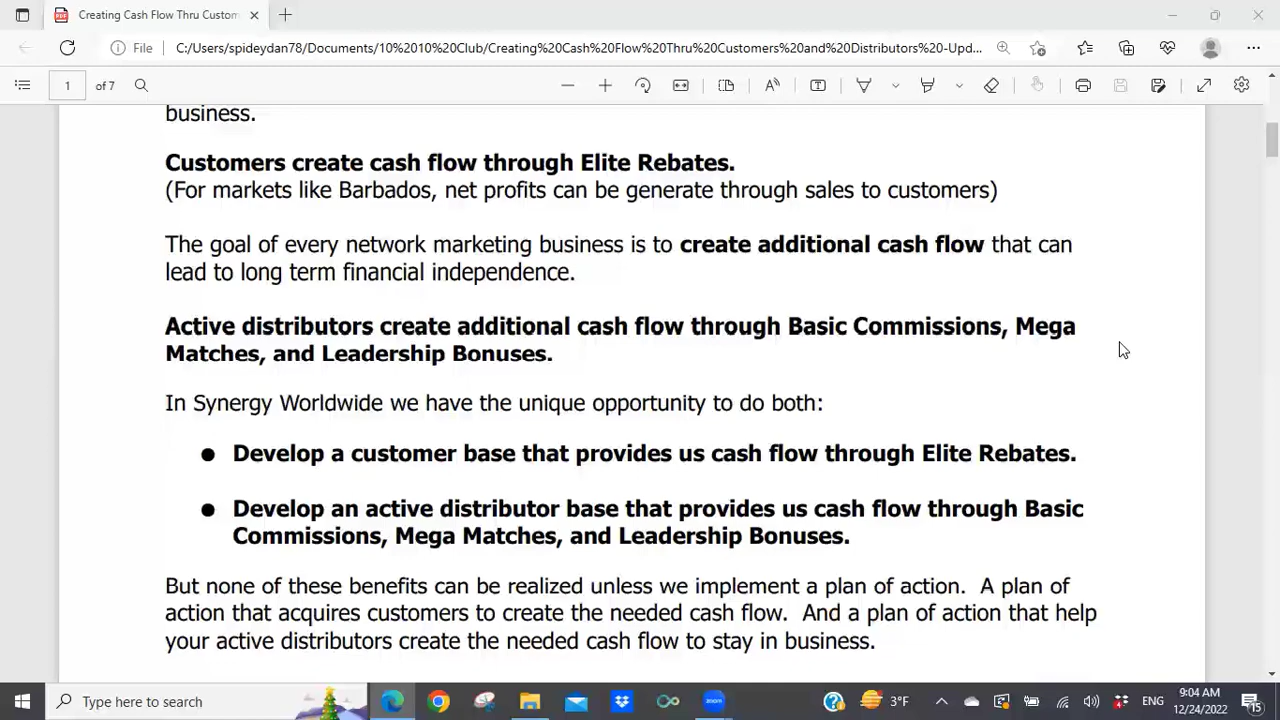 Creating Cash Flow Thru Custom
File
C:/Users/spideydan78/Documents/10%2010%20Club/Creating%20Cash%20Flow%20Thru%20Customers%20and%20Distributors%20-Upd...
1 of 7
business.
Customers create cash flow through Elite Rebates.
(For markets like Barbados, net profits can be generate through sales to customers)
The goal of every network marketing business is to create additional cash flow that can
lead to long term financial independence.
Active distributors create additional cash flow through Basic Commissions, Mega
Matches, and Leadership Bonuses.
In Synergy Worldwide we have the unique opportunity to do both:
● Develop a customer base that provides us cash flow through Elite Rebates.
● Develop an active distributor base that provides us cash flow through Basic
Commissions, Mega Matches, and Leadership Bonuses.
But none of these benefits can be realized unless we implement a plan of action. A plan of
action that acquires customers to create the needed cash flow. And a plan of action that help
your active distributors create the needed cash flow to stay in business.
Type here to search
zoom
3°F
ENG
9:04 AM
12/24/2022
15